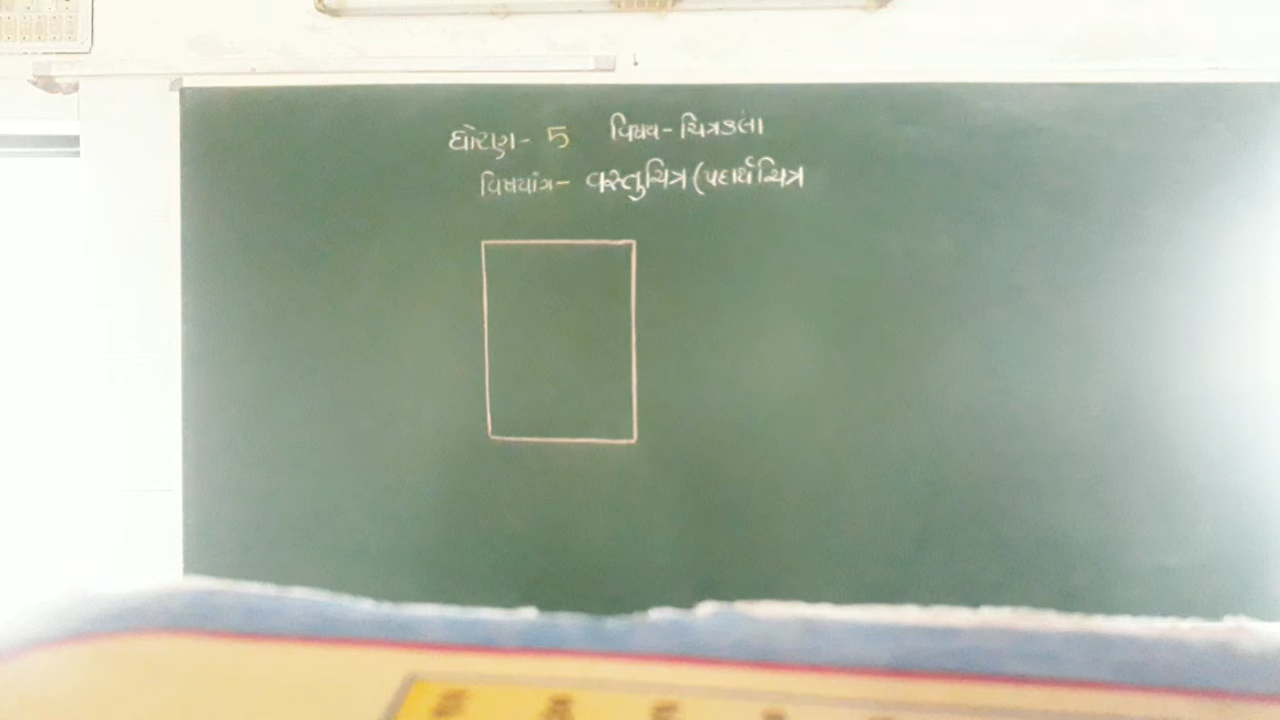 ધોરણ- 5 વિષય - ચિત્રકલા
વિષયાંગ- વસ્તુચિત્ર (પદાર્થચિત્ર